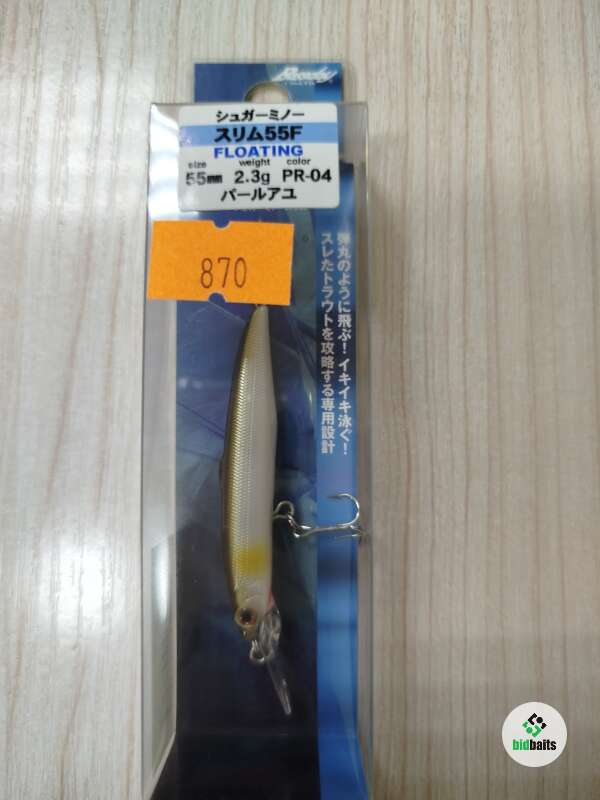 シュガーミノー
スリム55F
FLOATING
size weight color
55mm 2.3g PR-04
パールアユ
870
弾丸のように飛ぶ！イキイキ泳ぐ！
スレたトラウトを攻略する専用設計
bidbaits